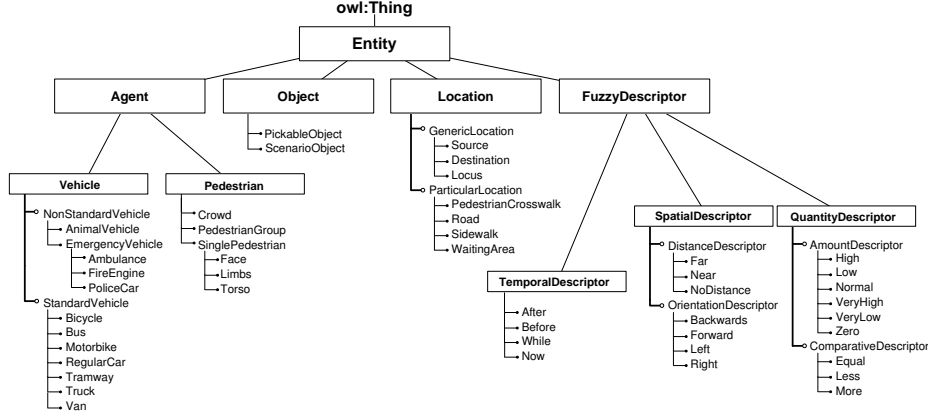 owl:Thing
Entity
Agent
Object
Location
FuzzyDescriptor
PickableObject
ScenarioObject
GenericLocation
Source
Destination
Locus
ParticularLocation
PedestrianCrosswalk
Road
Sidewalk
WaitingArea
Vehicle
NonStandardVehicle
AnimalVehicle
EmergencyVehicle
Ambulance
FireEngine
PoliceCar
StandardVehicle
Bicycle
Bus
Motorbike
RegularCar
Tramway
Truck
Van
Pedestrian
Crowd
PedestrianGroup
SinglePedestrian
Face
Limbs
Torso
TemporalDescriptor
After
Before
While
Now
SpatialDescriptor
DistanceDescriptor
Far
Near
NoDistance
OrientationDescriptor
Backwards
Forward
Left
Right
QuantityDescriptor
AmountDescriptor
High
Low
Normal
VeryHigh
VeryLow
Zero
ComparativeDescriptor
Equal
Less
More